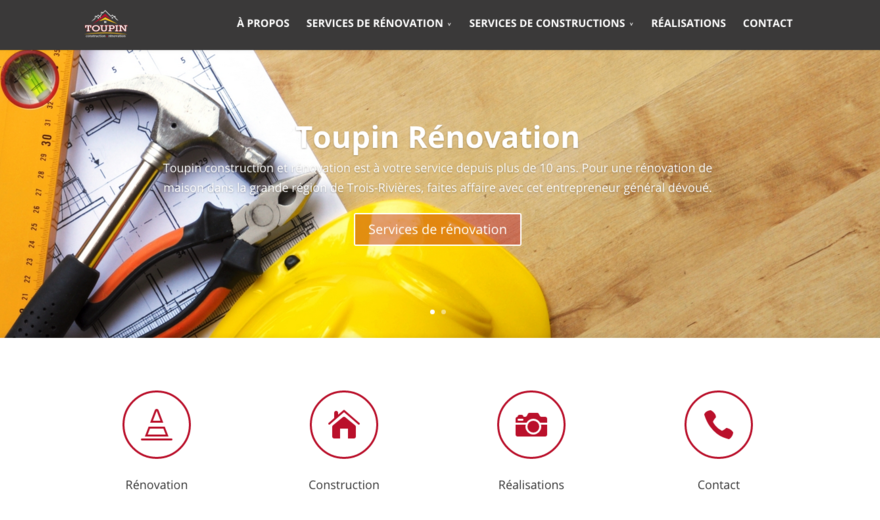 TOUPIN
À PROPOS
SERVICES DE RÉNOVATION
SERVICES DE CONSTRUCTIONS
RÉALISATIONS
CONTACT
Toupin Rénovation
Toupin construction et rénovation est à votre service depuis plus de 10 ans. Pour une rénovation de
maison dans la grande région de Trois-Rivières, faites affaire avec cet entrepreneur général dévoué.
Services de rénovation
Rénovation
Construction
Réalisations
Contact